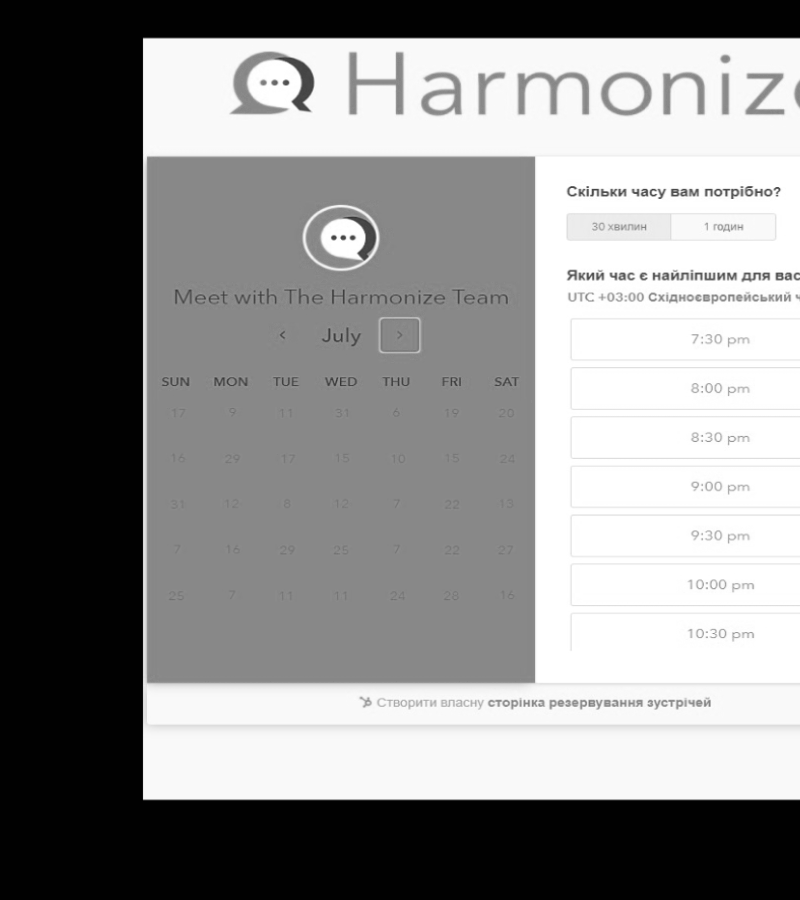 Harmonize
Meet with The Harmonize Team
July
SUN MON TUE WED THU FRI SAT
17 9 11 31 6 19 20
16 29 17 15 10 15 24
31 12 8 12 7 22 13
7 16 29 25 7 22 27
25 7 11 11 24 28 16
Скільки часу вам потрібно?
30 хвилин 1 годин
Який час є найліпшим для вас
UTC +03:00 Східноєвропейський ч
7:30 pm
8:00 pm
8:30 pm
9:00 pm
9:30 pm
10:00 pm
10:30 pm
Створити власну сторінка резервування зустрічей